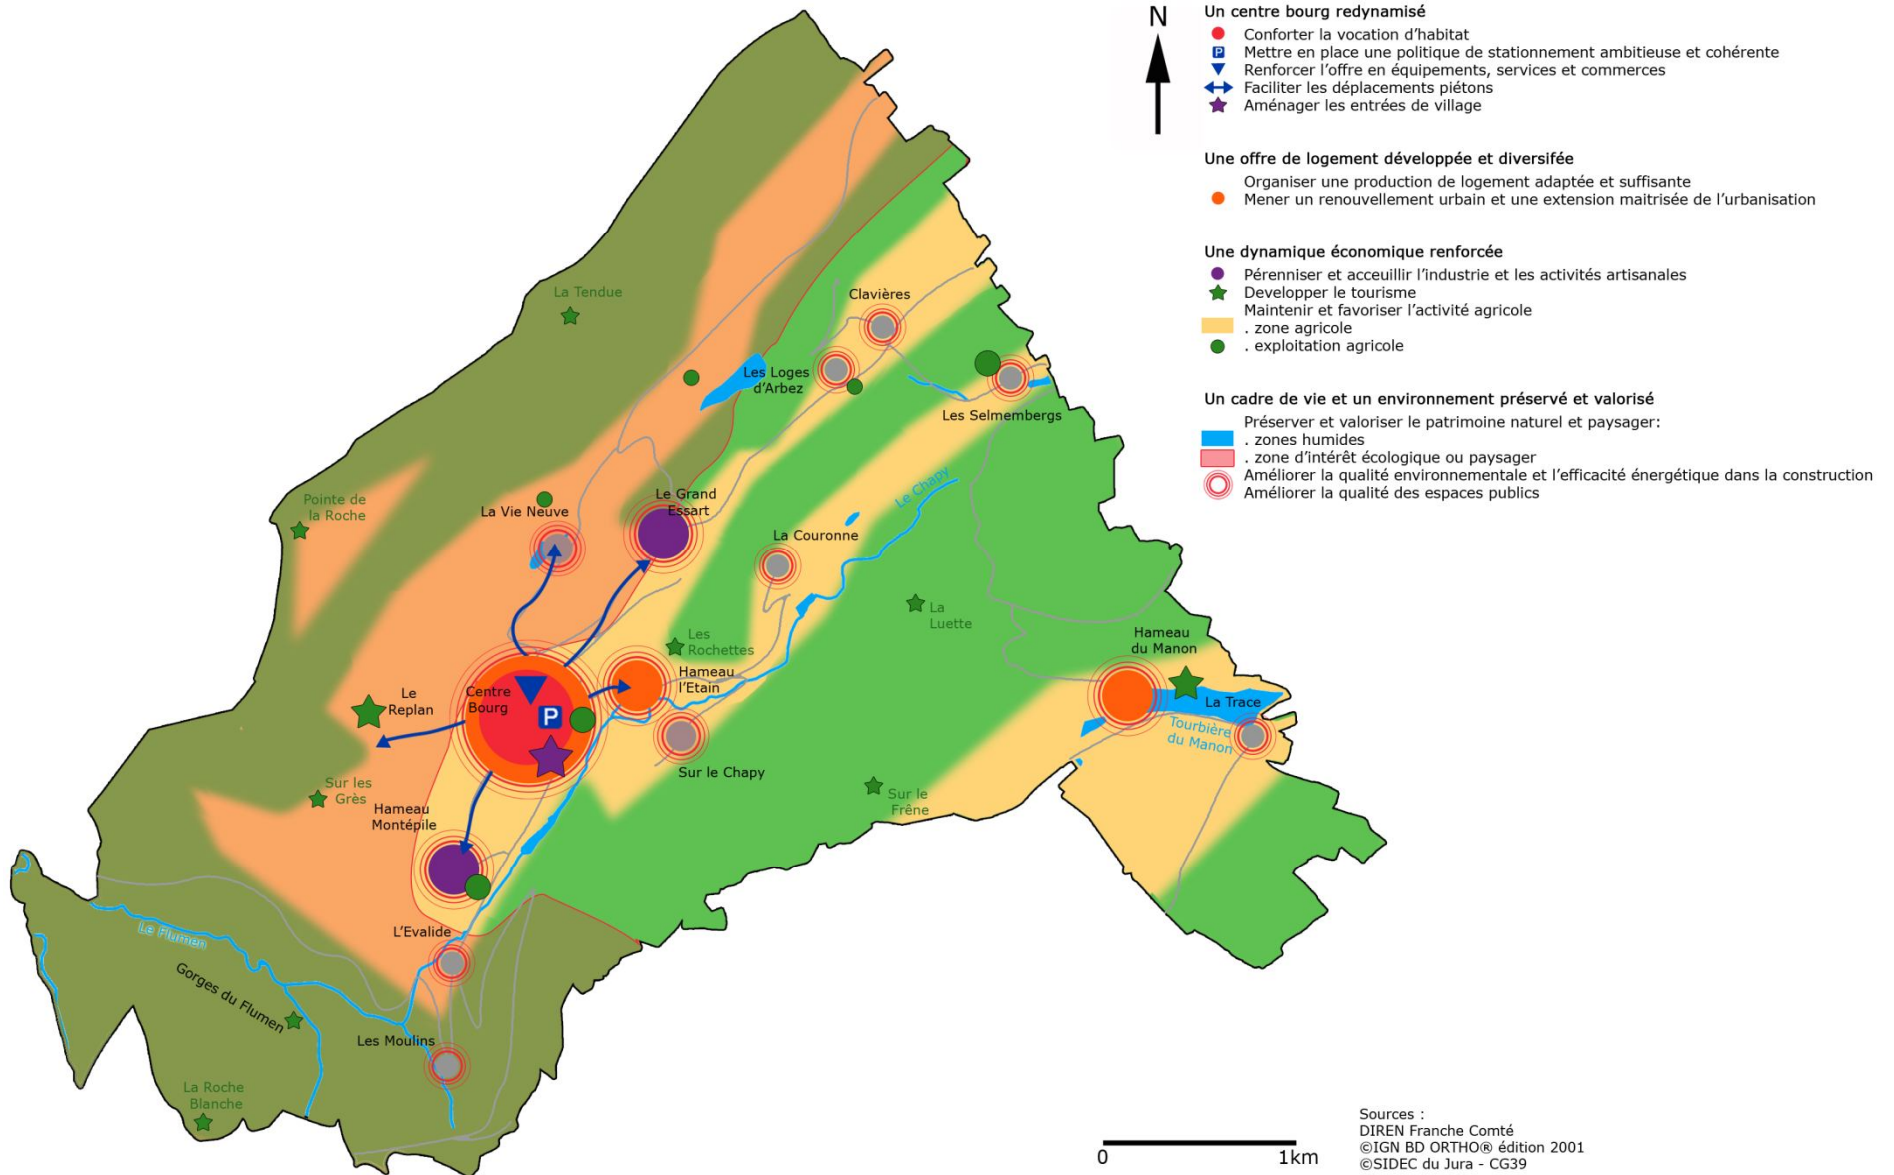 N
Un centre bourg redynamisé
Conforter la vocation d'habitat
P Mettre en place une politique de stationnement ambitieuse et cohérente
Renforcer l'offre en équipements, services et commerces
Faciliter les déplacements piétons
Aménager les entrées de village
Une offre de logement développée et diversifée
Organiser une production de logement adaptée et suffisante
Mener un renouvellement urbain et une extension maitrisée de l'urbanisation
Une dynamique économique renforcée
Pérenniser et acceuillir l'industrie et les activités artisanales
Developper le tourisme
Maintenir et favoriser l'activité agricole
. zone agricole
. exploitation agricole
Un cadre de vie et un environnement préservé et valorisé
Préserver et valoriser le patrimoine naturel et paysager:
. zones humides
. zone d'intérêt écologique ou paysager
Améliorer la qualité environnementale et l'efficacité énergétique dans la construction
Améliorer la qualité des espaces publics
La Tendue
Clavières
Les Loges
d'Arbez
Les Selmembergs
Pointe de
la Roche
La Vie Neuve
Le Grand
Essart
Le Chapy
La Couronne
La
Luette
Les
Rochettes
Hameau
du Manon
Hameau
l'Etain
Le
Replan
Centre
Bourg
P
La Trace
Tourbière
du Manon
Sur le Chapy
Sur les
Grès
Sur le
Frêne
Hameau
Montépile
L'Evalide
Le Flumen
Gorges du Flumen
Les Moulins
La Roche
Blanche
0 1km
Sources :
DIREN Franche Comté
©IGN BD ORTHO® édition 2001
©SIDEC du Jura - CG39